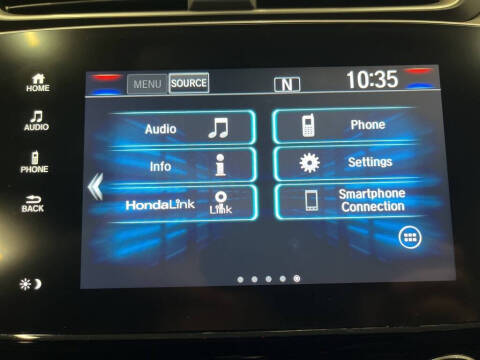 HOME
AUDIO
PHONE
BACK
MENU SOURCE N 10:35
Audio
Phone
Info
Settings
HondaLink Link
Smartphone
Connection